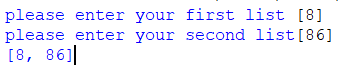 please enter your first list [8]
please enter your second list[86]
[8, 86]